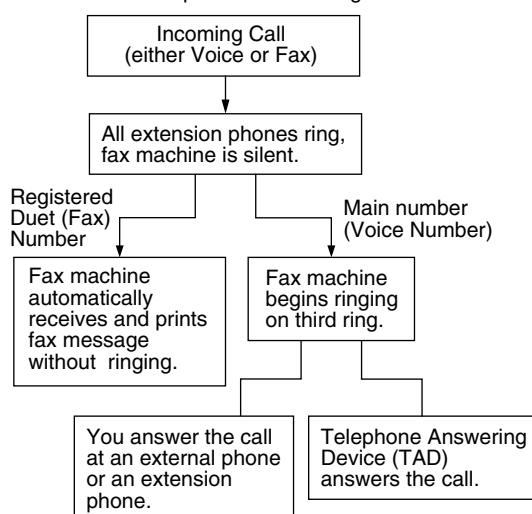 Incoming Call
(either Voice or Fax)
All extension phones ring,
fax machine is silent.
Registered
Duet (Fax)
Number
Main number
(Voice Number)
Fax machine
automatically
receives and prints
fax message
without ringing.
Fax machine
begins ringing
on third ring.
You answer the call
at an external phone
or an extension
phone.
Telephone Answering
Device (TAD)
answers the call.